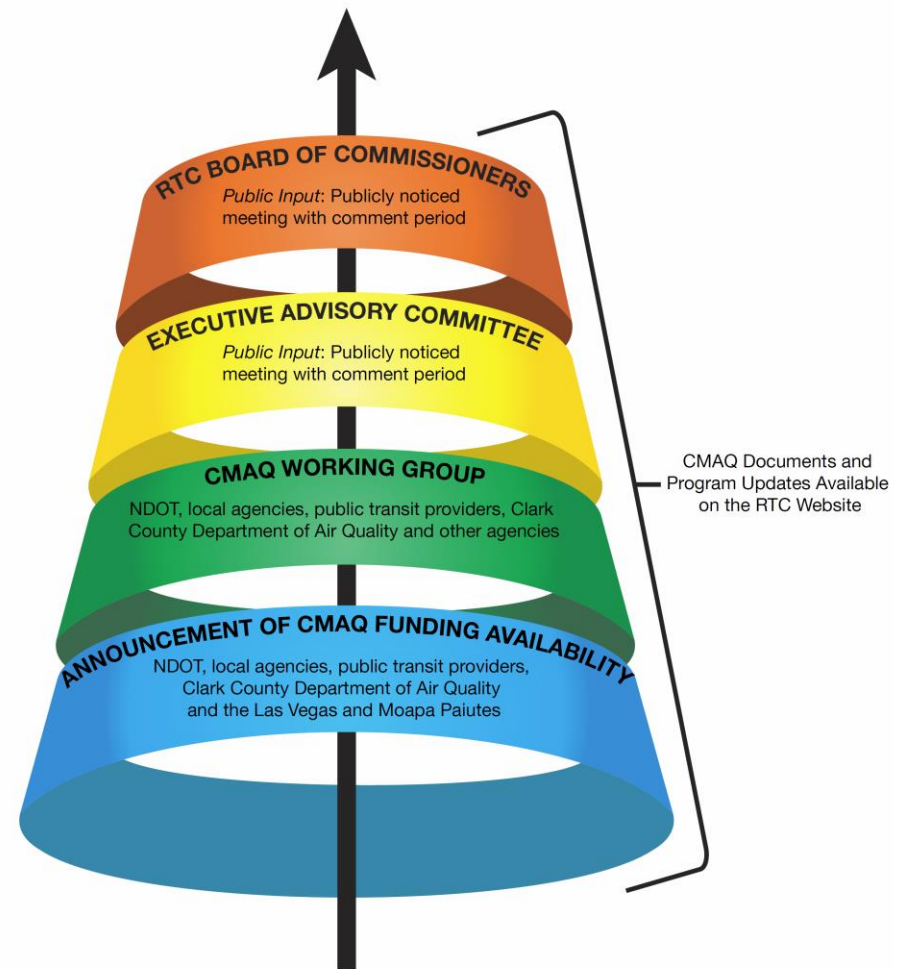 RTC BOARD OF COMMISSIONERS
Public Input: Publicly noticed
meeting with comment period
EXECUTIVE ADVISORY COMMITTEE
Public Input: Publicly noticed
meeting with comment period
CMAQ WORKING GROUP
NDOT, local agencies, public transit providers, Clark
County Department of Air Quality and other agencies
ANNOUNCEMENT OF CMAQ FUNDING AVAILABILITY
NDOT, local agencies, public transit providers,
Clark County Department of Air Quality
and the Las Vegas and Moapa Paiutes
CMAQ Documents and
Program Updates Available
on the RTC Website